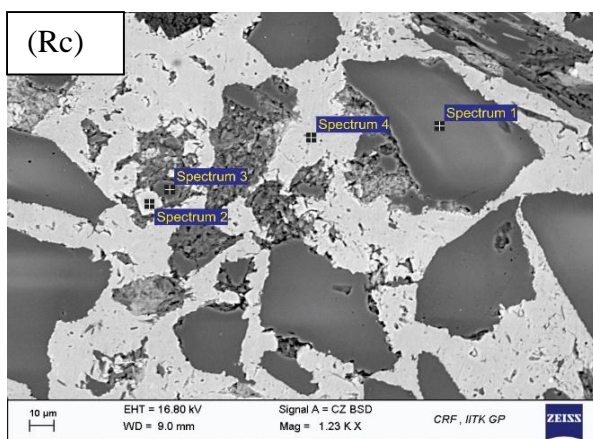 (Rc)
Spectrum 1
Spectrum 4
Spectrum 3
Spectrum 2
10 µm
EHT = 16.80 kV
WD = 9.0 mm
Signal A = CZ BSD
Mag = 1.23 K X
CRF , IITK GP
ZEISS